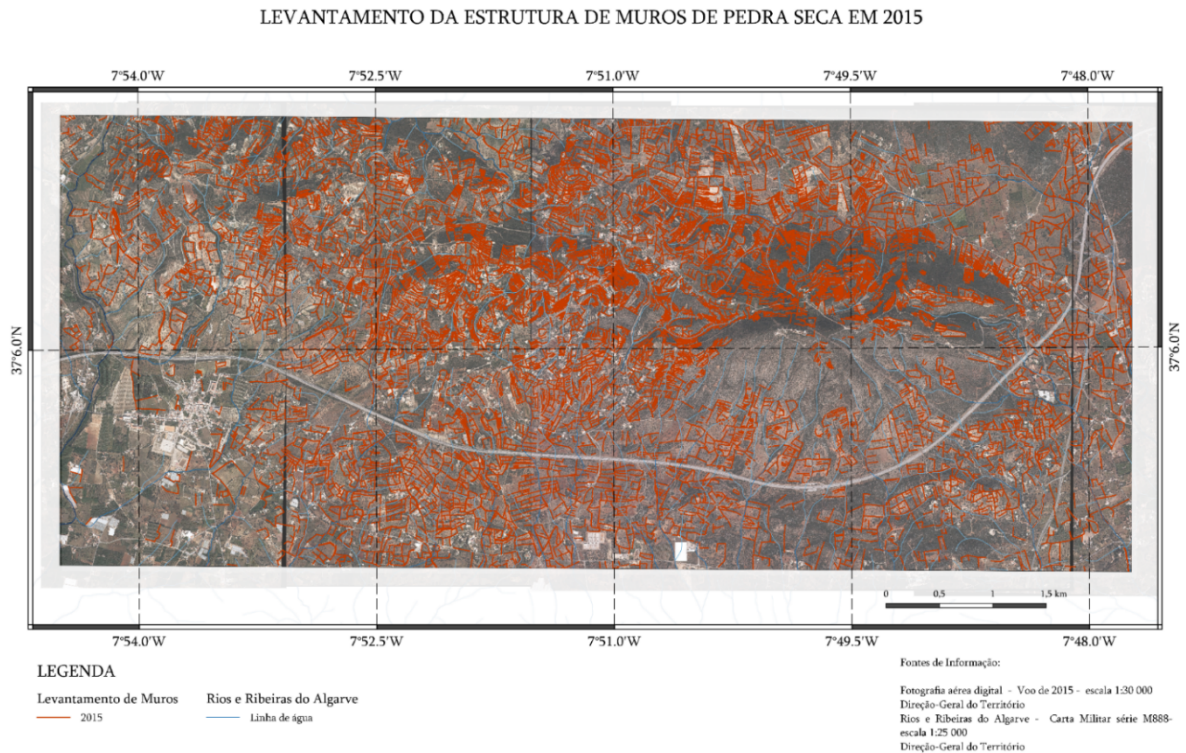 LEVANTAMENTO DA ESTRUTURA DE MUROS DE PEDRA SECA EM 2015
7°54.0'W 7°52.5'W 7°51.0'W 7°49.5'W 7°48.0'W
37°6.0'N 37°6.0'N
0 0,5 1 1,5 km
7°54.0'W 7°52.5'W 7°51.0'W 7°49.5'W 7°48.0'W
LEGENDA
Levantamento de Muros Rios e Ribeiras do Algarve
2015 Linha de água
Fontes de Informação:
Fotografia aérea digital - Voo de 2015 - escala 1:30 000
Direção-Geral do Território
Rios e Ribeiras do Algarve - Carta Militar série M888-
escala 1:25 000
Direção-Geral do Território